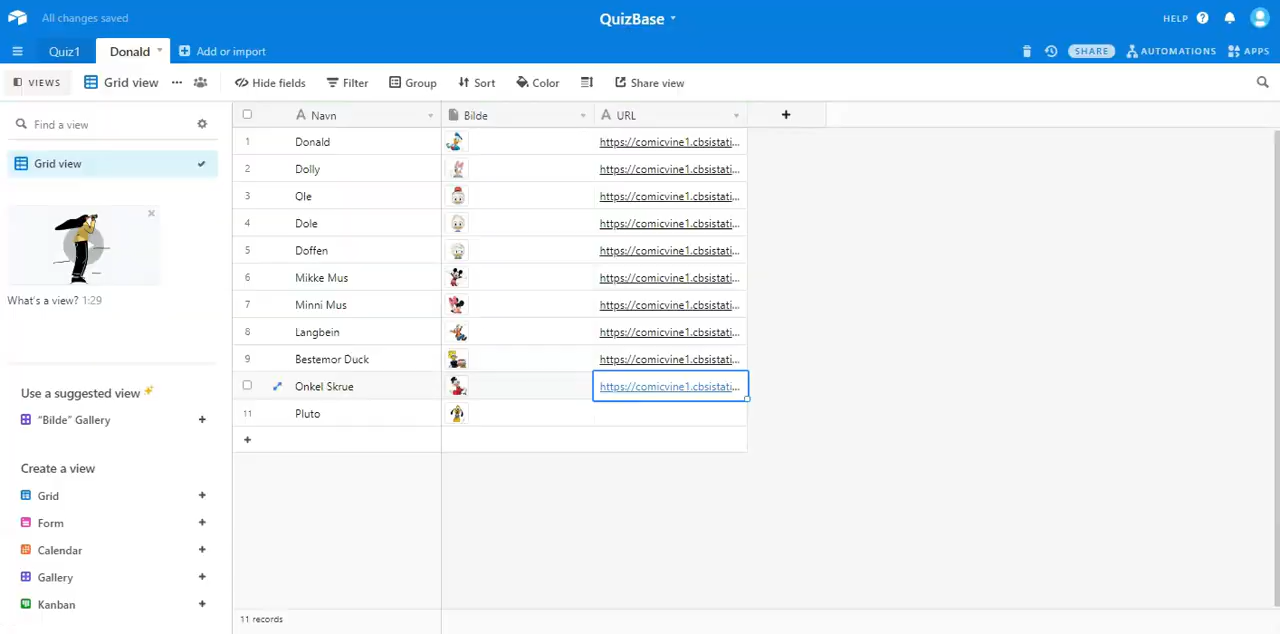 All changes saved
QuizBase
HELP
Quiz1
Donald
Add or import
SHARE
AUTOMATIONS
APPS
VIEWS
Grid view
Hide fields
Filter
Group
Sort
Color
Share view
Find a view
Grid view
What's a view? 1:29
Use a suggested view
"Bilde" Gallery
Create a view
Grid
Form
Calendar
Gallery
Kanban
Navn Bilde URL
1 Donald https://comicvine1.cbsistati...
2 Dolly https://comicvine1.cbsistati...
3 Ole https://comicvine1.cbsistati...
4 Dole https://comicvine1.cbsistati...
5 Doffen https://comicvine1.cbsistati...
6 Mikke Mus https://comicvine1.cbsistati...
7 Minni Mus https://comicvine1.cbsistati...
8 Langbein https://comicvine1.cbsistati...
9 Bestemor Duck https://comicvine1.cbsistati...
Onkel Skrue https://comicvine1.cbsistati...
11 Pluto
11 records